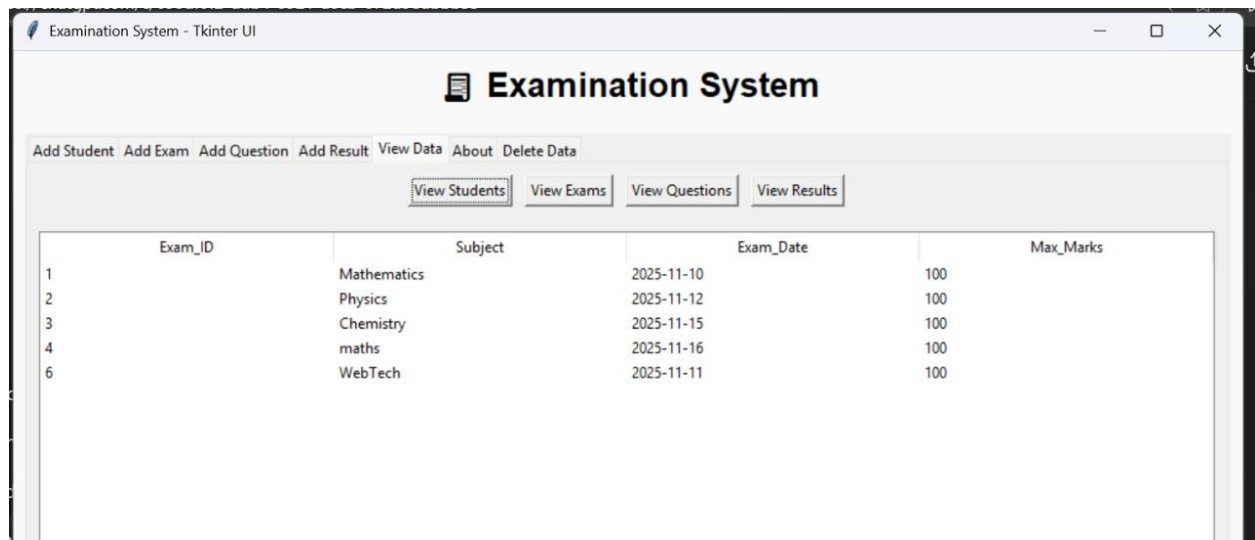 Examination System - Tkinter UI
Examination System
Add Student Add Exam Add Question Add Result View Data About Delete Data
View Students View Exams View Questions View Results
Exam_ID Subject Exam_Date Max_Marks
1 Mathematics 2025-11-10 100
2 Physics 2025-11-12 100
3 Chemistry 2025-11-15 100
4 maths 2025-11-16 100
6 WebTech 2025-11-11 100